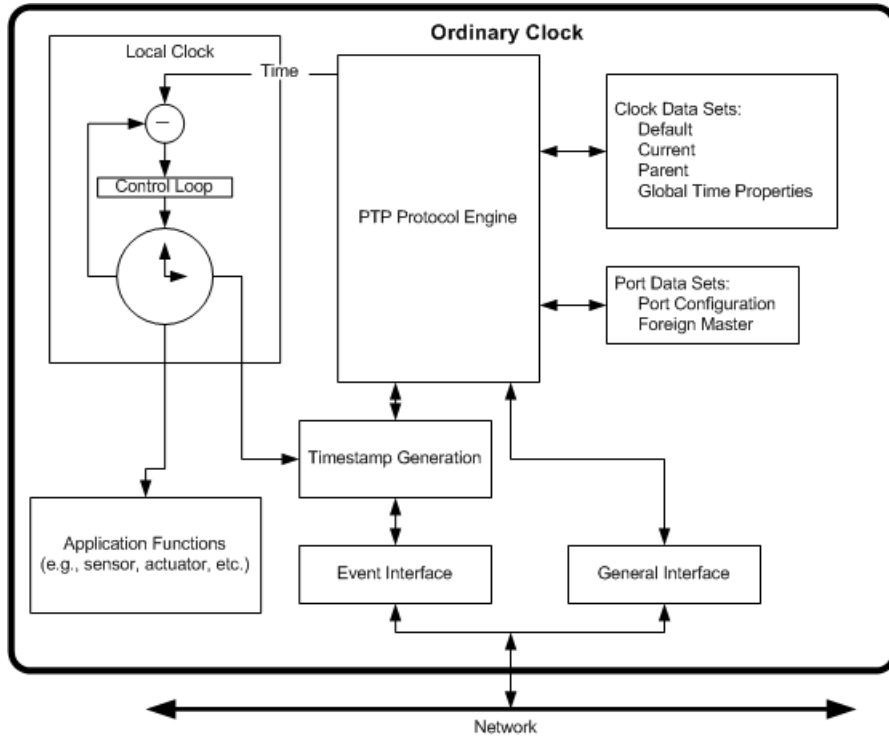 Ordinary Clock
Local Clock
Time
–
Control Loop
PTP Protocol Engine
Clock Data Sets:
Default
Current
Parent
Global Time Properties
Port Data Sets:
Port Configuration
Foreign Master
Timestamp Generation
Application Functions
(e.g., sensor, actuator, etc.)
Event Interface
General Interface
Network